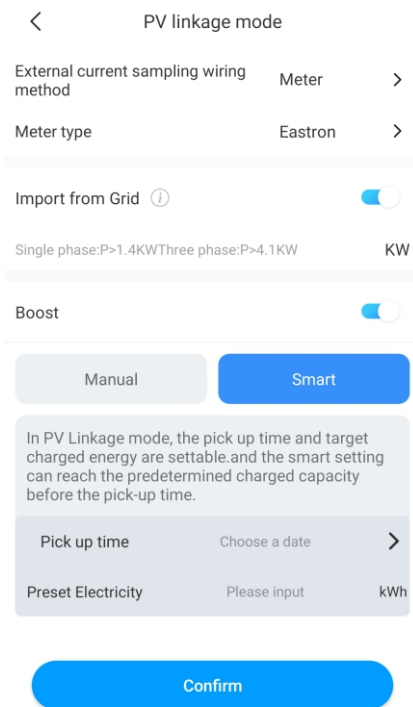 PV linkage mode
External current sampling wiring
method
Meter
Meter type
Eastron
Import from Grid
Single phase:P>1.4KWThree phase:P>4.1KW
KW
Boost
Manual
Smart
In PV Linkage mode, the pick up time and target
charged energy are settable.and the smart setting
can reach the predetermined charged capacity
before the pick-up time.
Pick up time
Choose a date
Preset Electricity
Please input
kWh
Confirm